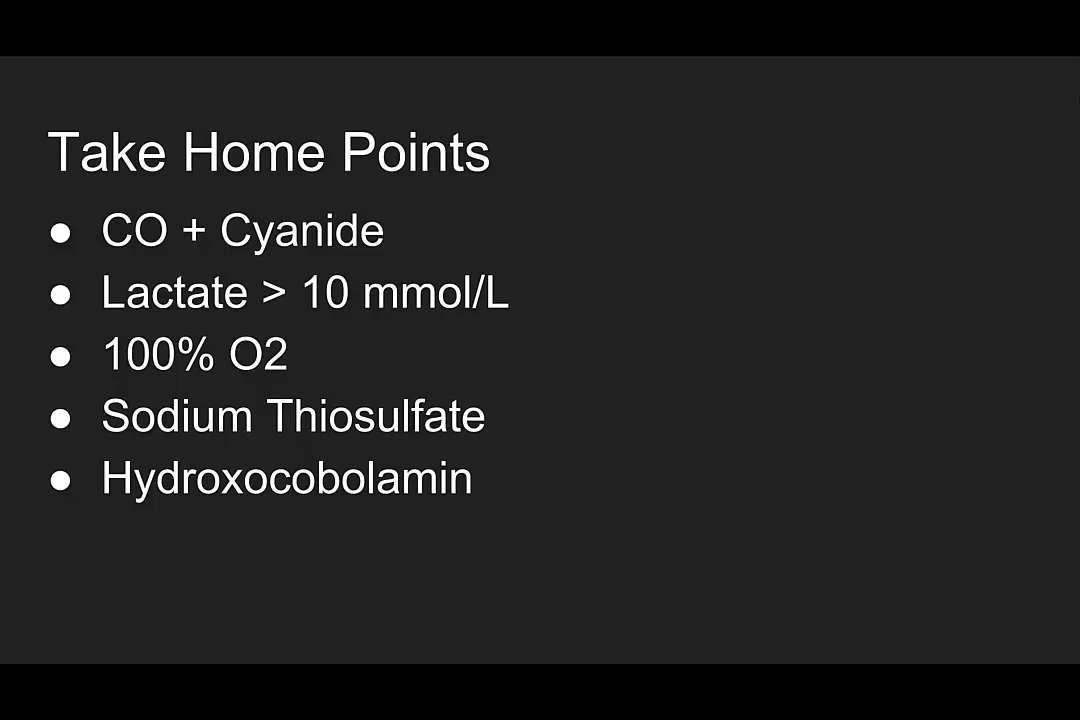 Take Home Points
● CO + Cyanide
● Lactate > 10 mmol/L
● 100% O2
● Sodium Thiosulfate
● Hydroxocobolamin